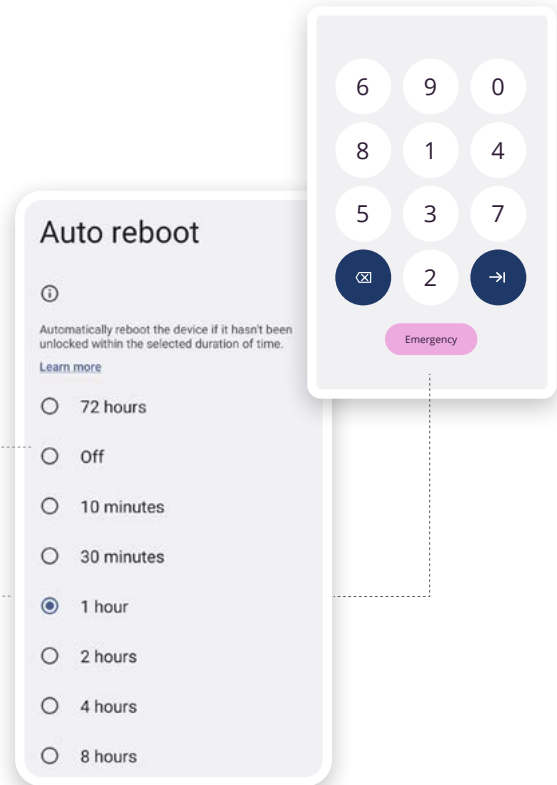 6 9 0
8 1 4
5 3 7
2
Emergency
Auto reboot
Automatically reboot the device if it hasn't been
unlocked within the selected duration of time.
Learn more
72 hours
Off
10 minutes
30 minutes
1 hour
2 hours
4 hours
8 hours